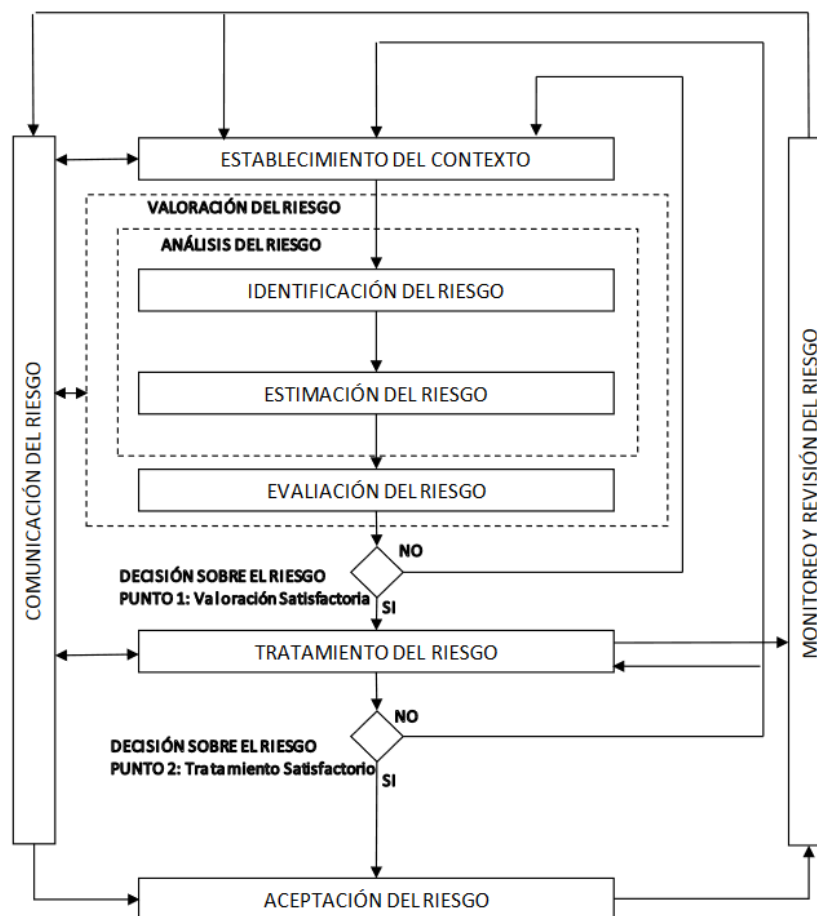 ESTABLECIMIENTO DEL CONTEXTO
VALORACIÓN DEL RIESGO
ANÁLISIS DEL RIESGO
IDENTIFICACIÓN DEL RIESGO
ESTIMACIÓN DEL RIESGO
EVALIACIÓN DEL RIESGO
NO
DECISIÓN SOBRE EL RIESGO
PUNTO 1: Valoración Satisfactoria
SI
TRATAMIENTO DEL RIESGO
NO
DECISIÓN SOBRE EL RIESGO
PUNTO 2: Tratamiento Satisfactorio
SI
ACEPTACIÓN DEL RIESGO
COMUNICACIÓN DEL RIESGO
MONITOREO Y REVISIÓN DEL RIESGO